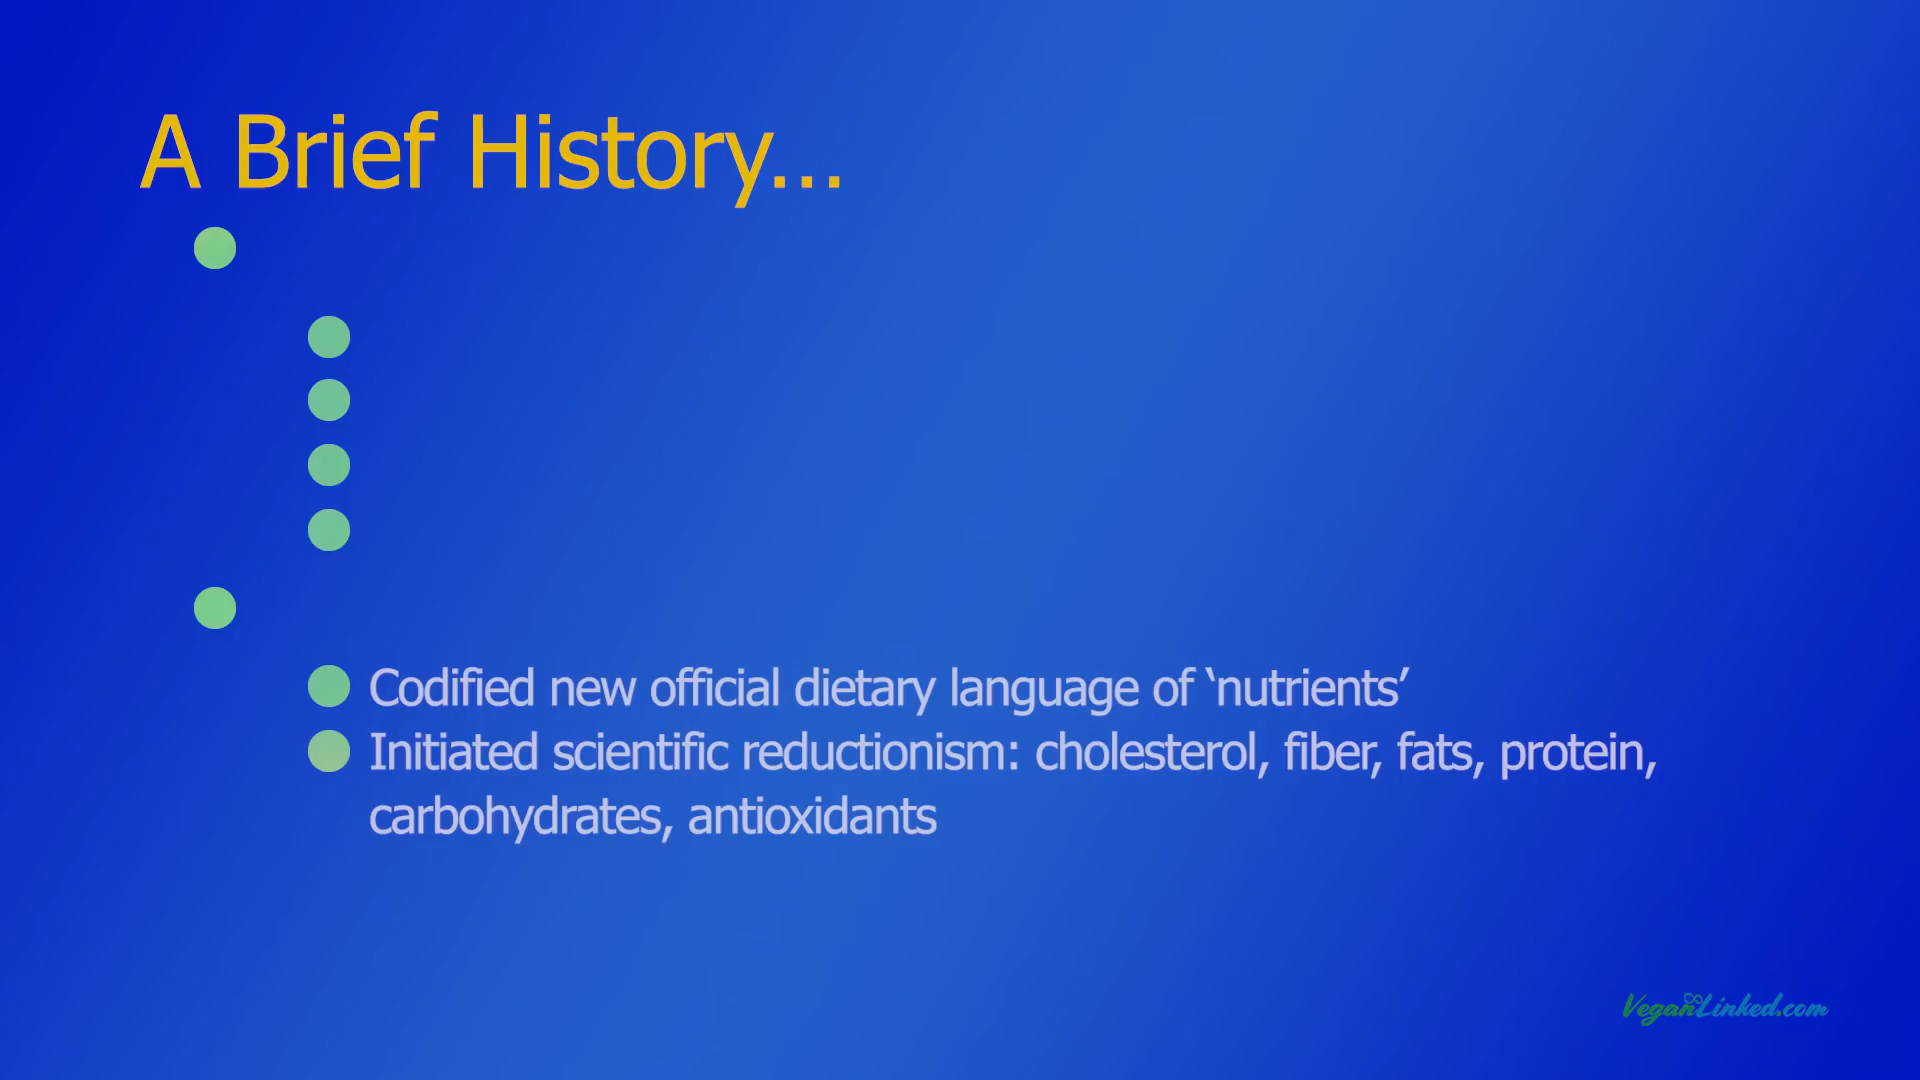 A Brief History...
Codified new official dietary language of ‘nutrients’
Initiated scientific reductionism: cholesterol, fiber, fats, protein,
carbohydrates, antioxidants
VeganLinked.com